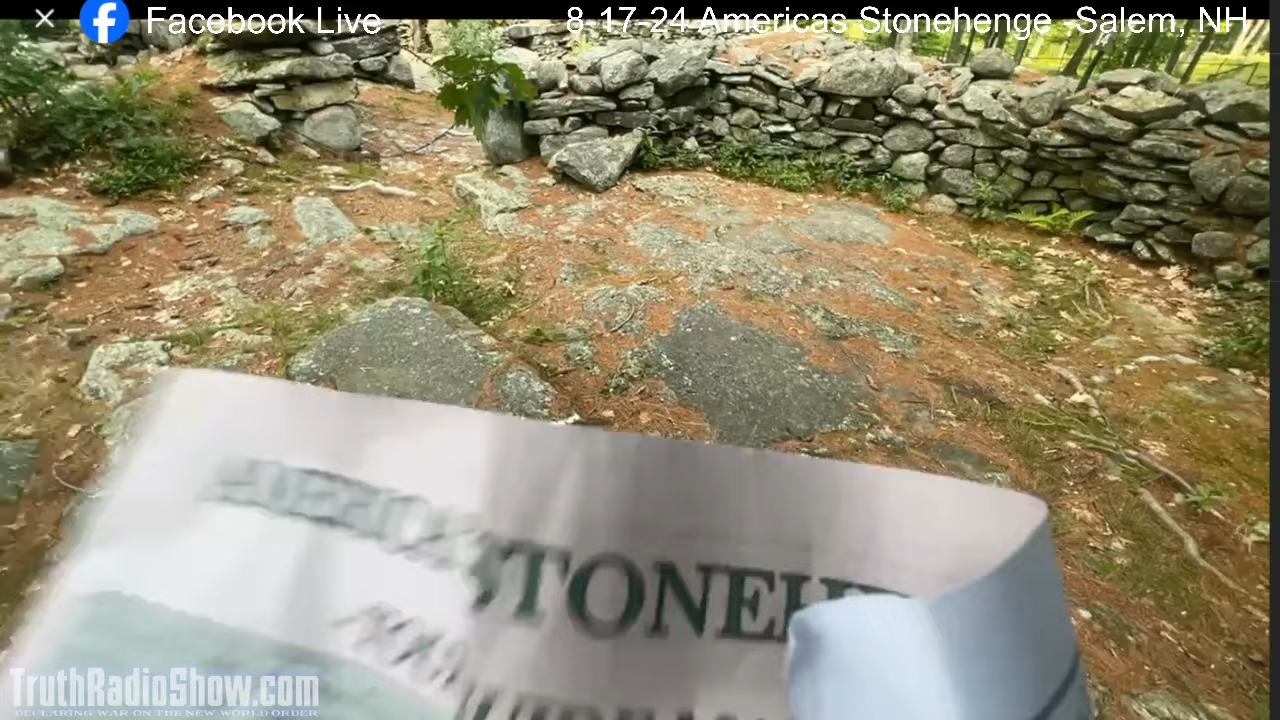 Facebook Live
8-17-24 Americas Stonehenge -Salem, NH
STONEH
TruthRadioShow.com
DECLARING WAR ON THE NEW WORLD ORDER